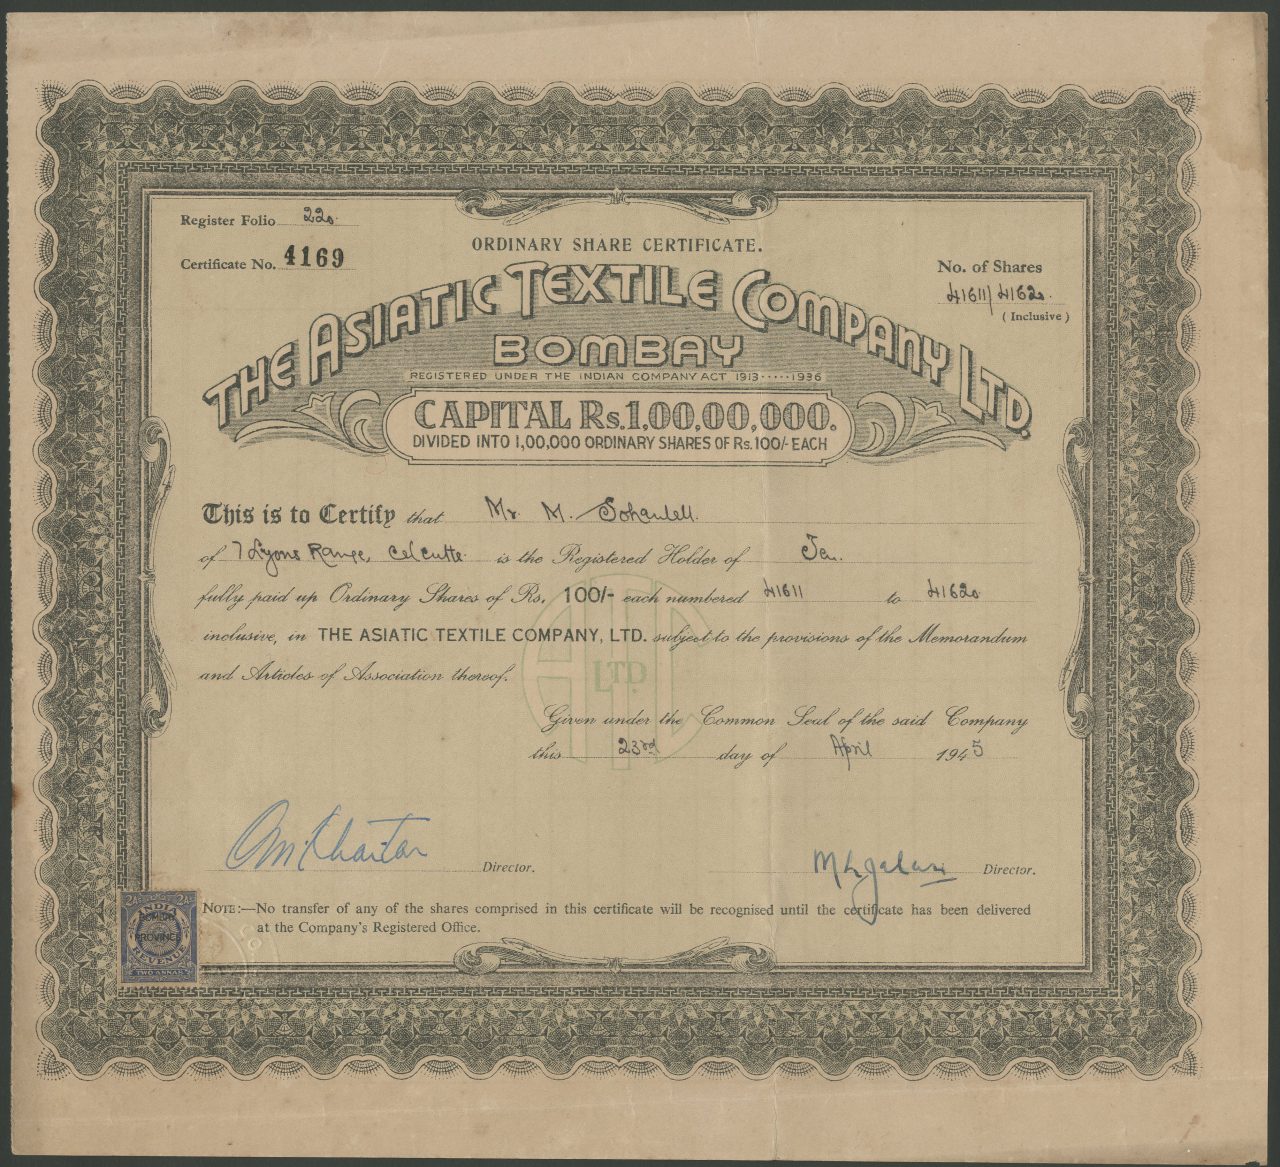 Register Folio 220
Certificate No. 4169
ORDINARY SHARE CERTIFICATE.
No. of Shares
41611/41620
(Inclusive)
THE ASIATIC TEXTILE COMPANY LTD.
BOMBAY
REGISTERED UNDER THE INDIAN COMPANY ACT 1913·····1936
CAPITAL Rs.1,00,00,000.
DIVIDED INTO 1,00,000 ORDINARY SHARES OF Rs.100/- EACH
This is to Certify that Mr. M.
of 7 Lyons Range, Calcutta is the Registered Holder of Ten
fully paid up Ordinary Shares of Rs. 100/- each numbered 41611 to 41620
inclusive, in THE ASIATIC TEXTILE COMPANY, LTD. subject to the provisions of the Memorandum
and Articles of Association thereof.
LTD.
Given under the Common Seal of the said Company
this 23rd day of April 1945
Director.
Director.
NOTE:—No transfer of any of the shares comprised in this certificate will be recognised until the certificate has been delivered
at the Company's Registered Office.
2As 2As
INDIA
BOMBAY
PROVINCE
REVENUE
TWO ANNAS